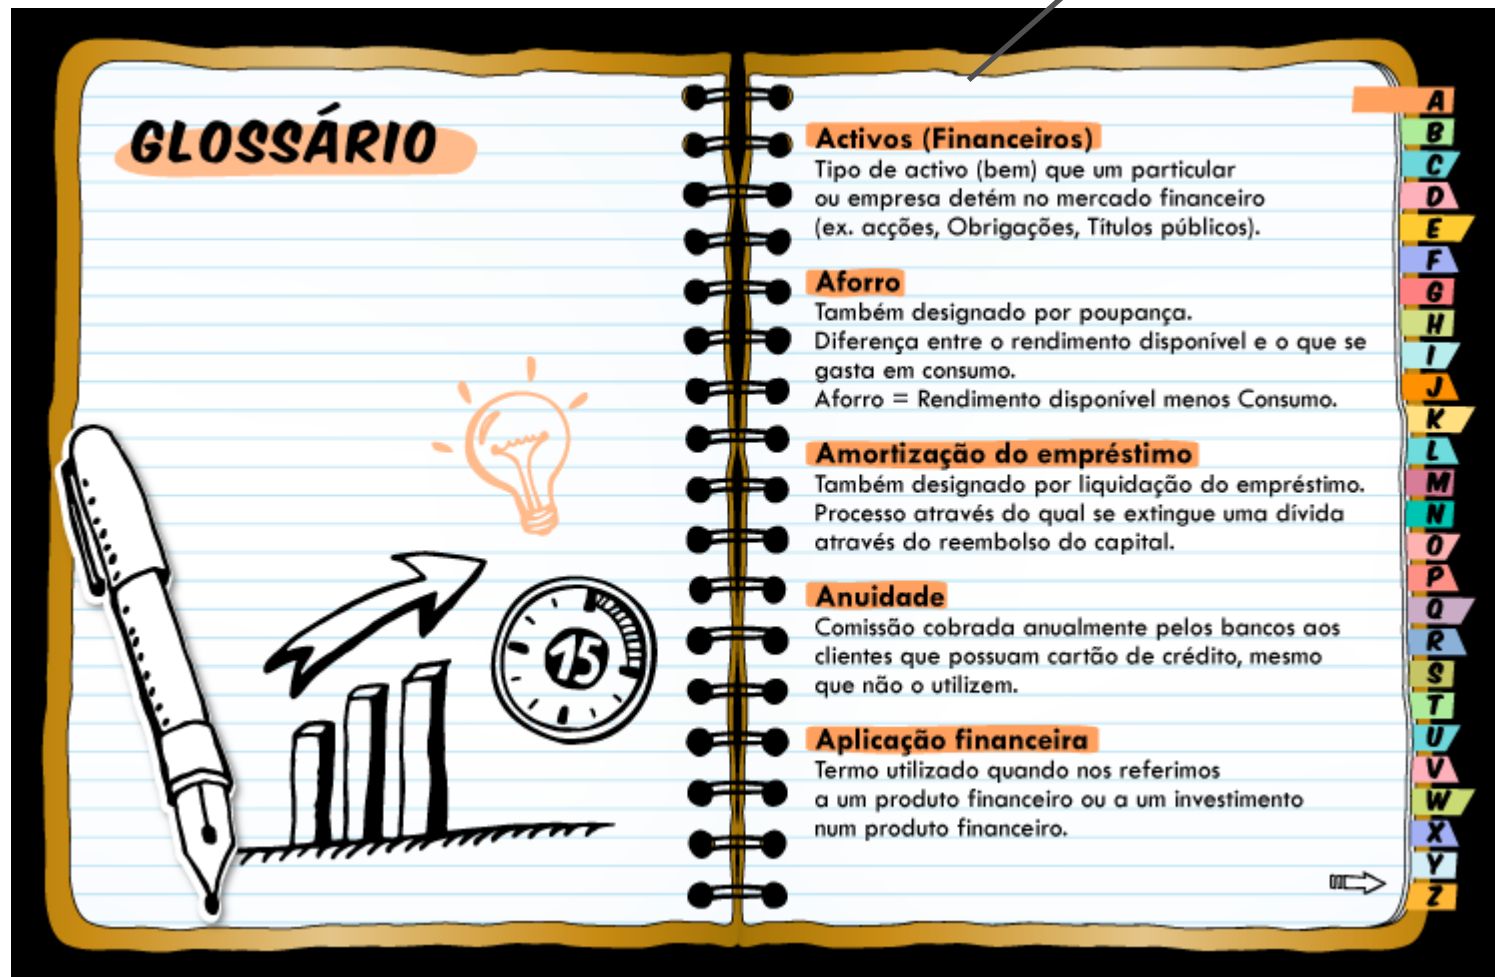 GLOSSÁRIO
15
Activos (Financeiros)
Tipo de activo (bem) que um particular
ou empresa detém no mercado financeiro
(ex. acções, Obrigações, Títulos públicos).
Aforro
Também designado por poupança.
Diferença entre o rendimento disponível e o que se
gasta em consumo.
Aforro = Rendimento disponível menos Consumo.
Amortização do empréstimo
Também designado por liquidação do empréstimo.
Processo através do qual se extingue uma dívida
através do reembolso do capital.
Anuidade
Comissão cobrada anualmente pelos bancos aos
clientes que possuam cartão de crédito, mesmo
que não o utilizem.
Aplicação financeira
Termo utilizado quando nos referimos
a um produto financeiro ou a um investimento
num produto financeiro.
A
B
C
D
E
F
G
H
I
J
K
L
M
N
O
P
Q
R
S
T
U
V
W
X
Y
Z